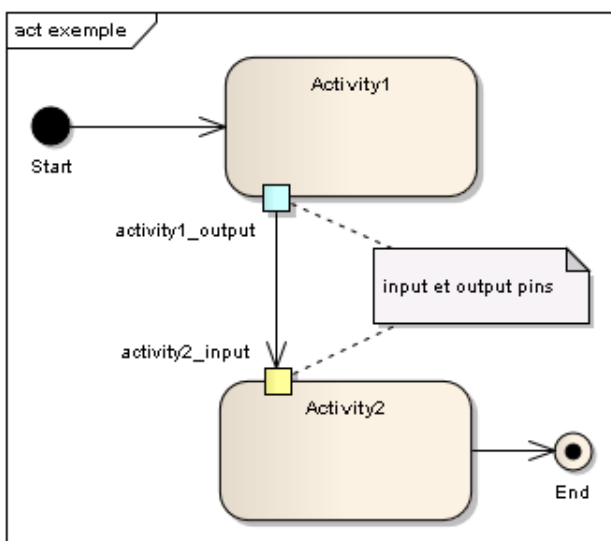 act exemple
Activity1
Start
activity1_output
input et output pins
activity2_input
Activity2
End